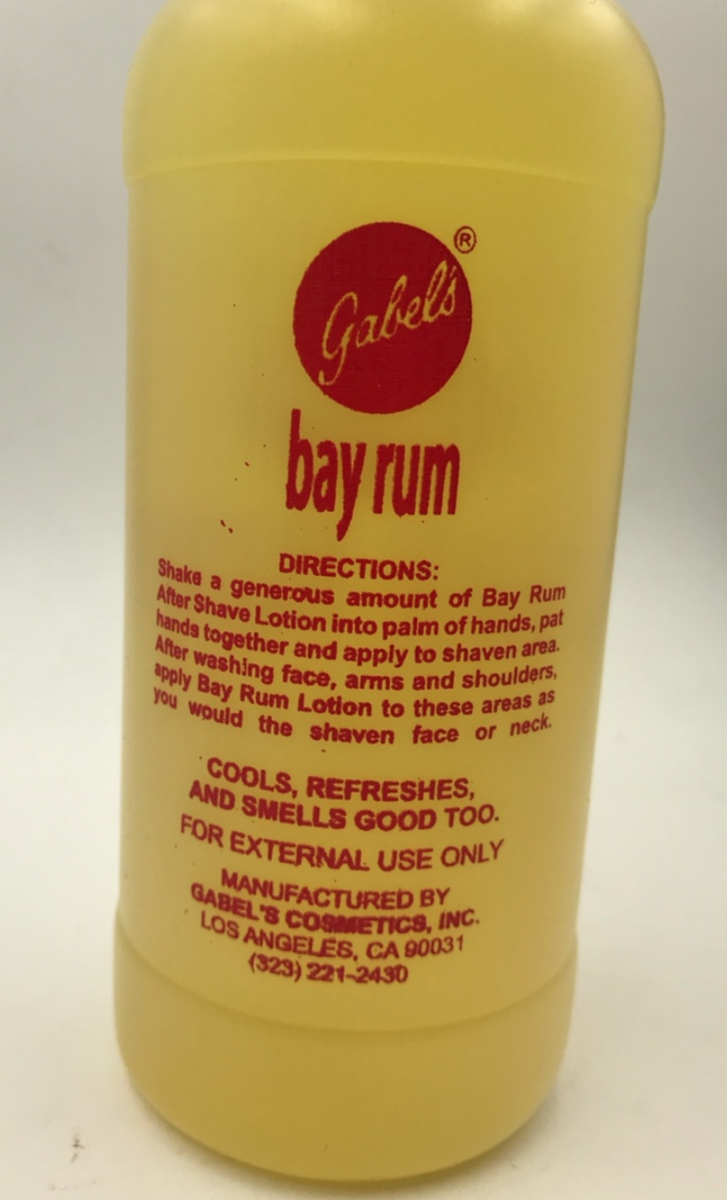 Gabel's ®
bay rum
DIRECTIONS:
Shake a generous amount of Bay Rum
After Shave Lotion into palm of hands, pat
hands together and apply to shaven area.
After washing face, arms and shoulders,
apply Bay Rum Lotion to these areas as
you would the shaven face or neck.
COOLS, REFRESHES,
AND SMELLS GOOD TOO.
FOR EXTERNAL USE ONLY
MANUFACTURED BY
GABEL'S COSMETICS, INC.
LOS ANGELES, CA 90031
(323) 221-2430